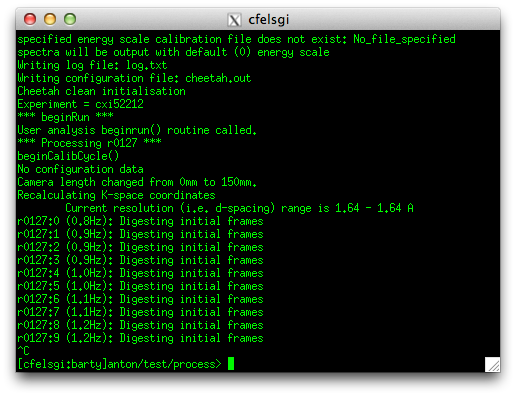 cfelsgi
specified energy scale calibration file does not exist: No_file_specified
spectra will be output with default (0) energy scale
Writing log file: log.txt
Writing configuration file: cheetah.out
Cheetah clean initialisation
Experiment = cxi52212
*** beginRun ***
User analysis beginrun() routine called.
*** Processing r0127 ***
beginCalibCycle()
No configuration data
Camera length changed from 0mm to 150mm.
Recalculating K-space coordinates
Current resolution (i.e. d-spacing) range is 1.64 - 1.64 A
r0127:0 (0.8Hz): Digesting initial frames
r0127:1 (0.9Hz): Digesting initial frames
r0127:2 (0.9Hz): Digesting initial frames
r0127:3 (0.9Hz): Digesting initial frames
r0127:4 (1.0Hz): Digesting initial frames
r0127:5 (1.0Hz): Digesting initial frames
r0127:6 (1.1Hz): Digesting initial frames
r0127:7 (1.1Hz): Digesting initial frames
r0127:8 (1.2Hz): Digesting initial frames
r0127:9 (1.2Hz): Digesting initial frames
^C
[cfelsgi:barty]anton/test/process>